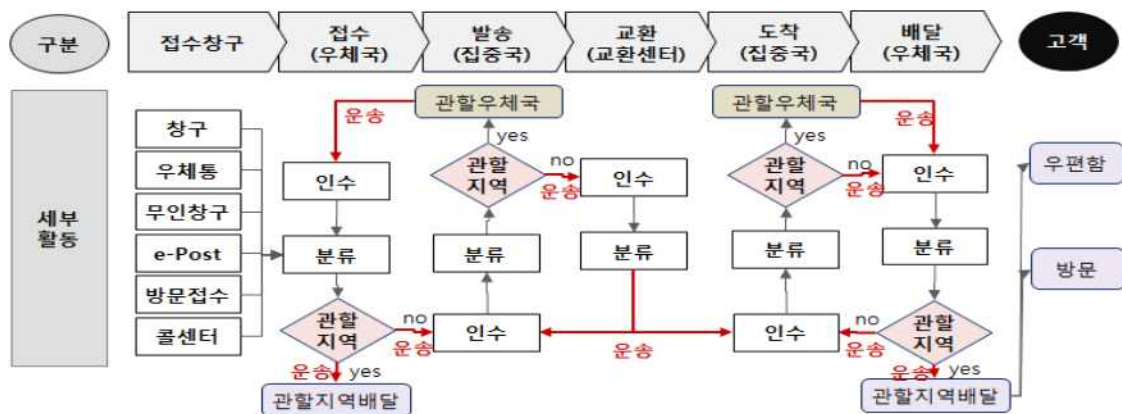 구분
접수창구
접수
(우체국)
발송
(집중국)
교환
(교환센터)
도착
(집중국)
배달
(우체국)
고객
세부
활동
창구
우체통
무인창구
e-Post
방문접수
콜센터
운송
인수
분류
관할
지역
no
운송
운송
yes
관할지역배달
관할우체국
yes
관할
지역
no
운송
분류
인수
인수
분류
운송
관할우체국
운송
yes
관할
지역
no
운송
분류
인수
인수
분류
관할
지역
no
운송
운송
yes
관할지역배달
우편함
방문